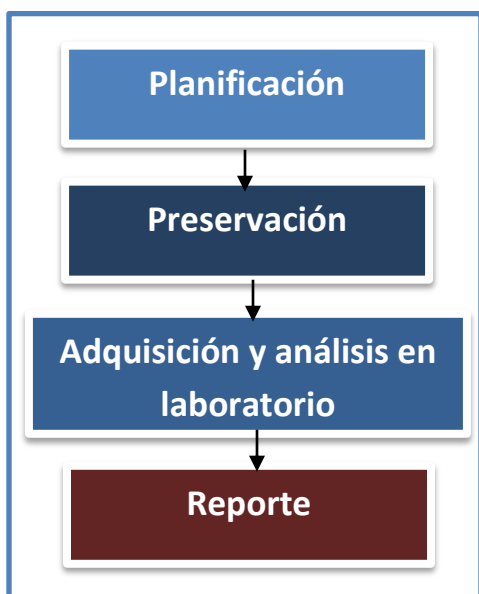 Planificación
Preservación
Adquisición y análisis en
laboratorio
Reporte